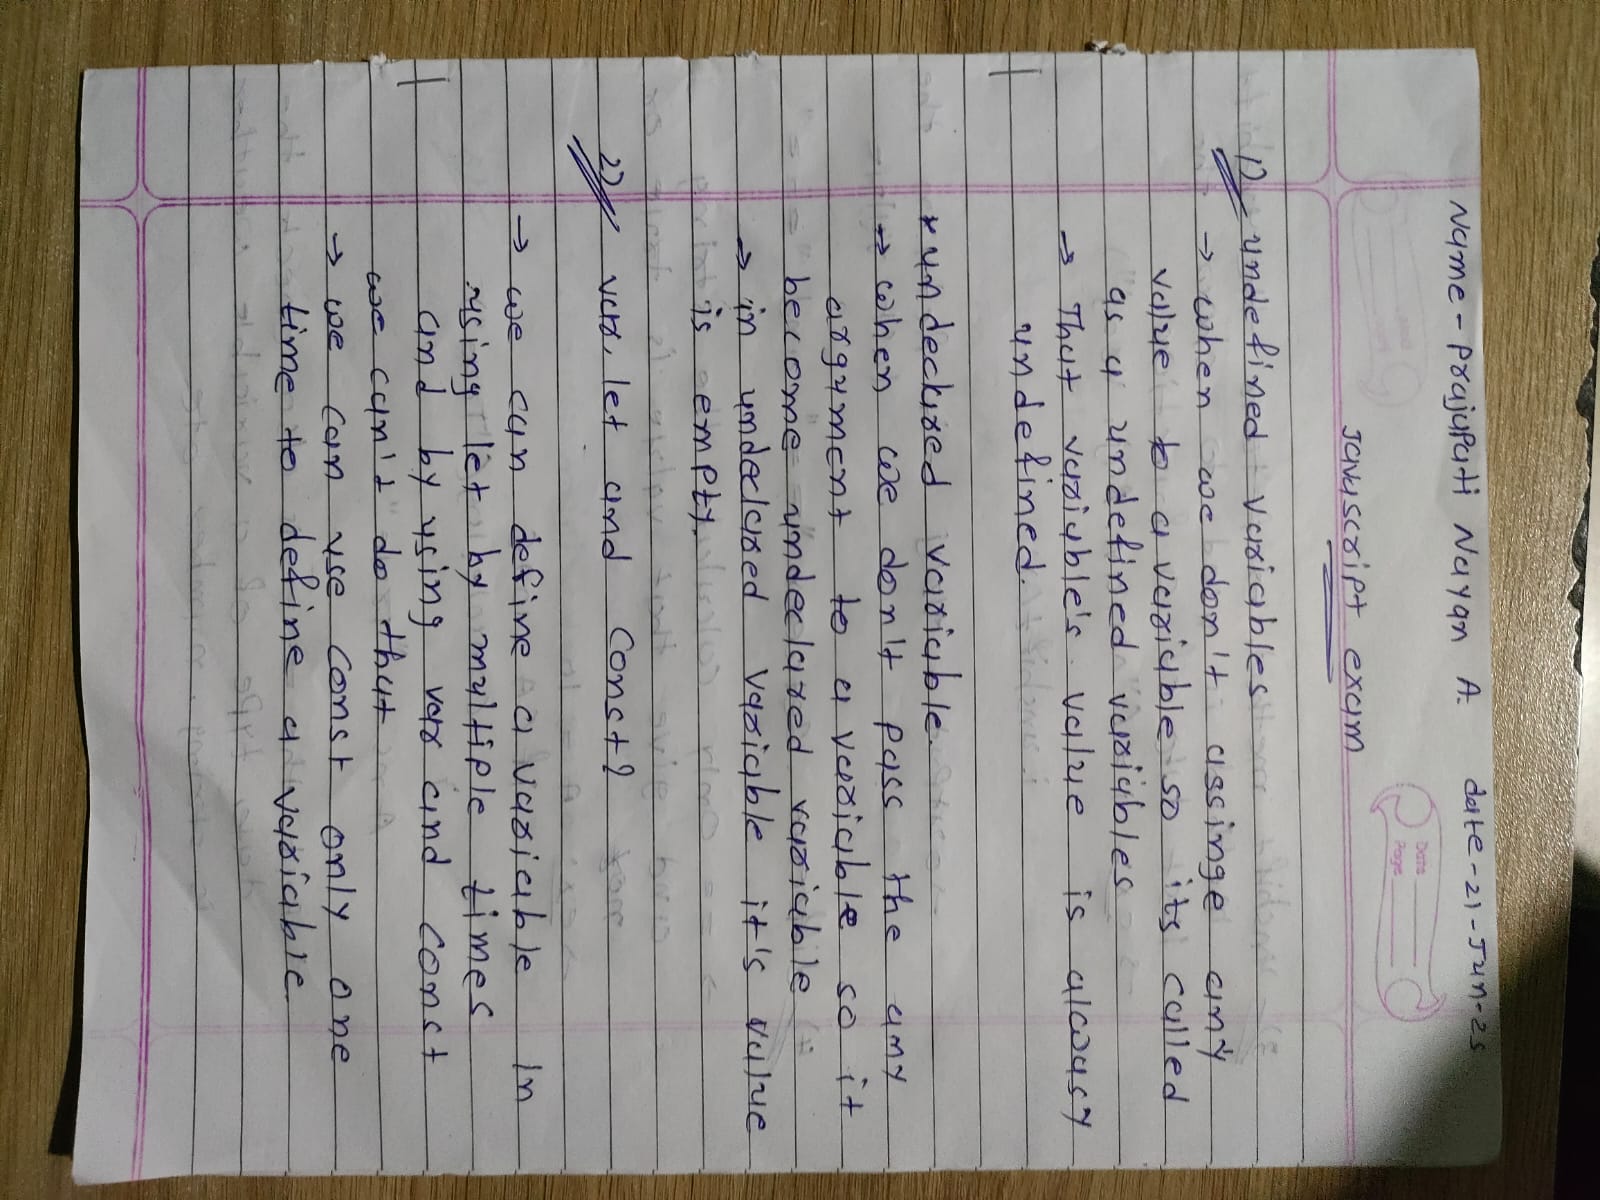 Name - Prajapati Nayan A. date - 21 - Jun - 25
Javascript exam
Date
Page
1) undefined variables
→ when we don't assinge any
value to a variable so its called
as a undefined variables
→ That variable's value is alwasy
undefined.
* undeclared variable.
→ when we don't pass the any
argument to a variable so it
become undeclared variable
→ in undeclared variable it's value
is empty.
2) var, let and const?
→ we can define a variable in
using let by multiple times
and by using var and const
we can't do that
→ we can use const only one
time to define a variable.